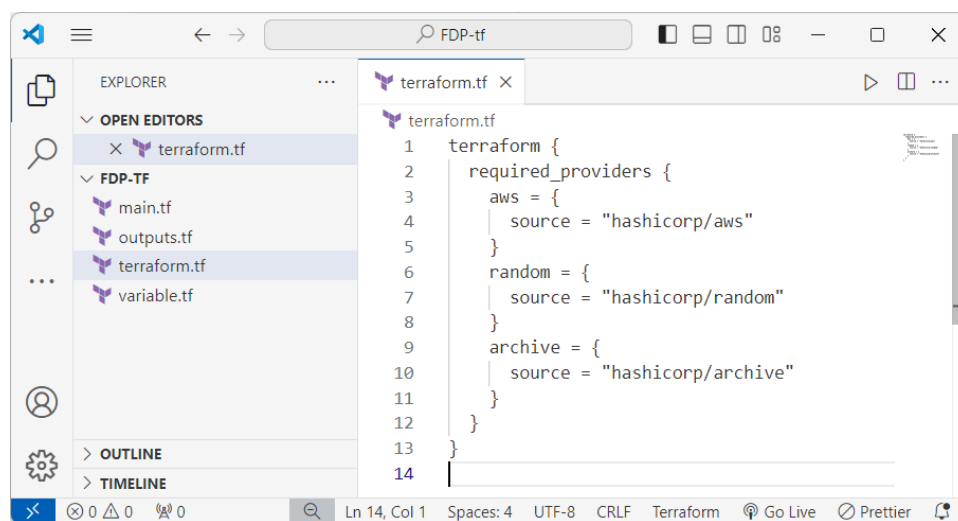 FDP-tf
EXPLORER
OPEN EDITORS
terraform.tf
FDP-TF
main.tf
outputs.tf
terraform.tf
variable.tf
OUTLINE
TIMELINE
terraform.tf
terraform.tf
1 terraform {
2   required_providers {
3     aws = {
4       source = "hashicorp/aws"
5     }
6     random = {
7       source = "hashicorp/random"
8     }
9     archive = {
10       source = "hashicorp/archive"
11     }
12   }
13 }
14
0 0 0 Ln 14, Col 1 Spaces: 4 UTF-8 CRLF Terraform Go Live Prettier